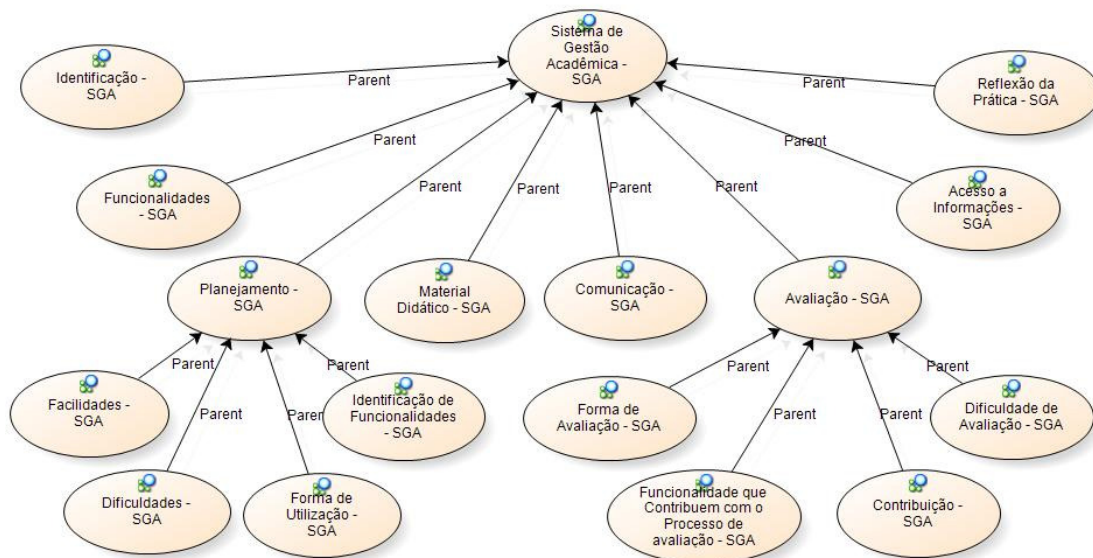 Sistema de
Gestão
Acadêmica -
SGA
Identificação -
SGA
Parent
Parent
Reflexão da
Prática - SGA
Parent
Parent
Funcionalidades
- SGA
Parent
Parent
Parent
Parent
Acesso a
Informações -
SGA
Planejamento -
SGA
Material
Didático - SGA
Comunicação -
SGA
Avaliação - SGA
Parent
Parent
Parent
Parent
Facilidades -
SGA
Parent
Parent
Identificação de
Funcionalidades
- SGA
Forma de
Avaliação - SGA
Parent
Parent
Dificuldade de
Avaliação - SGA
Dificuldades -
SGA
Forma de
Utilização -
SGA
Funcionalidade que
Contribuem com o
Processo de
avaliação - SGA
Contribuição -
SGA